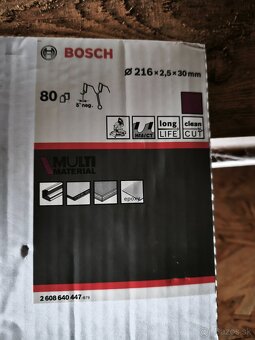 BOSCH
Ø 216 × 2,5 × 30 mm
80
5° neg.
long LIFE
clean CUT
MULTI
MATERIAL
epoxy
2 608 640 447